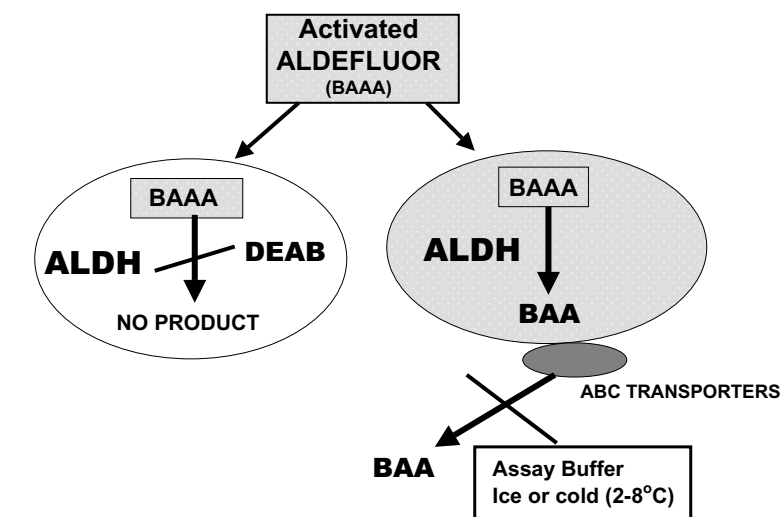 Activated
ALDEFLUOR
(BAAA)
BAAA
ALDH
DEAB
NO PRODUCT
BAAA
ALDH
BAA
ABC TRANSPORTERS
BAA
Assay Buffer
Ice or cold (2-8°C)